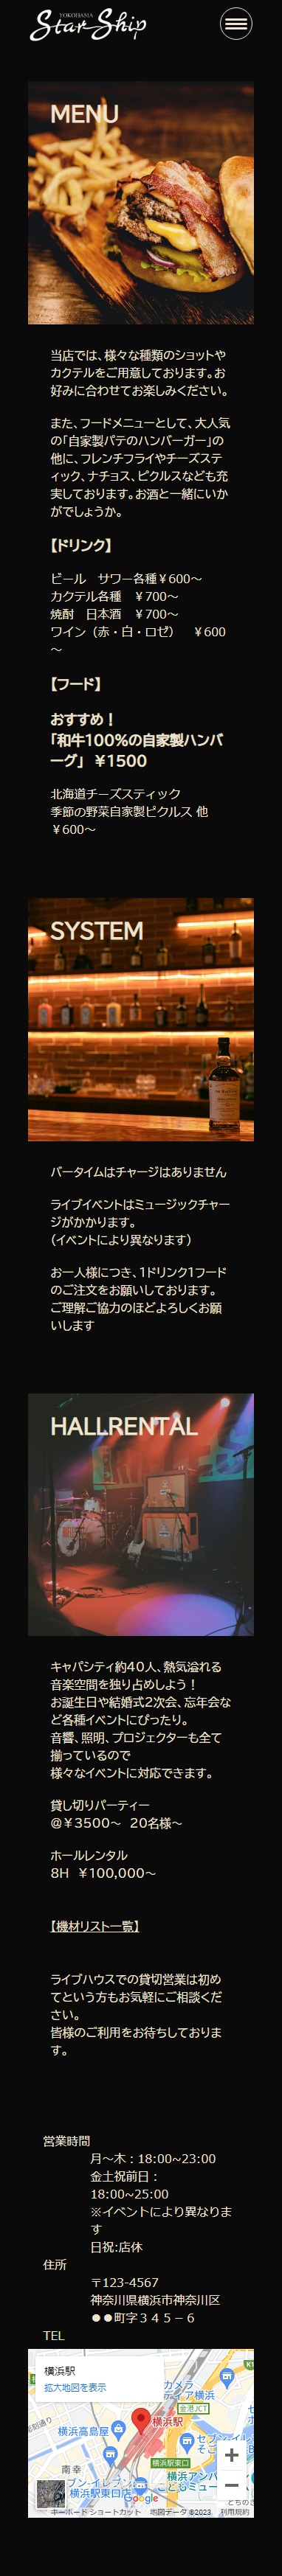 YOKOHAMA
Star Ship
MENU
当店では、様々な種類のショットや
カクテルをご用意しております。お
好みに合わせてお楽しみください。
また、フードメニューとして、大人気
の「自家製パテのハンバーガー」の
他に、フレンチフライやチーズステ
ィック、ナチョス、ピクルスなども充
実しております。お酒と一緒にいか
がでしょうか。
【ドリンク】
ビール　サワー各種￥600～
カクテル各種　￥700～
焼酎　日本酒　￥700～
ワイン（赤・白・ロゼ）　￥600
～
【フード】
おすすめ！
「和牛100%の自家製ハンバ
ーグ」 ￥1500
北海道チーズスティック
季節の野菜自家製ピクルス 他
￥600～
SYSTEM
バータイムはチャージはありません
ライブイベントはミュージックチャー
ジがかかります。
(イベントにより異なります)
お一人様につき、1ドリンク1フード
のご注文をお願いしております。
ご理解ご協力のほどよろしくお願
いします
HALLRENTAL
キャパシティ約40人、熱気溢れる
音楽空間を独り占めしよう！
お誕生日や結婚式2次会、忘年会な
ど各種イベントにぴったり。
音響、照明、プロジェクターも全て
揃っているので
様々なイベントに対応できます。
貸し切りパーティー
@￥3500～ 20名様～
ホールレンタル
8H ￥100,000～
【機材リスト一覧】
ライブハウスでの貸切営業は初め
てという方もお気軽にご相談くだ
さい。
皆様のご利用をお待ちしておりま
す。
営業時間
月～木：18:00~23:00
金土祝前日：
18:00~25:00
※イベントにより異なりま
す
日祝:店休
住所
〒123-4567
神奈川県横浜市神奈川区
●●町字３４５－６
TEL
横浜駅
拡大地図を表示
カメラ
ディア横浜
金港JCT
横浜高島屋
横浜駅
横浜駅東口
南幸
横浜駅東口店
横浜アンパン
こどもミュー
Google
キーボード ショートカット
地図データ ©2023
利用規約